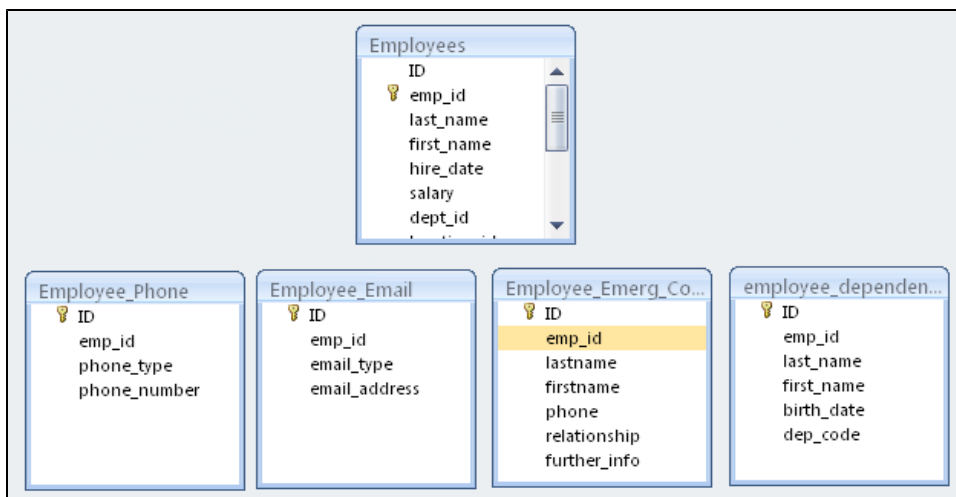 Employees
ID
emp_id
last_name
first_name
hire_date
salary
dept_id
Employee_Phone
ID
emp_id
phone_type
phone_number
Employee_Email
ID
emp_id
email_type
email_address
Employee_Emerg_Co...
ID
emp_id
lastname
firstname
phone
relationship
further_info
employee_dependen...
ID
emp_id
last_name
first_name
birth_date
dep_code